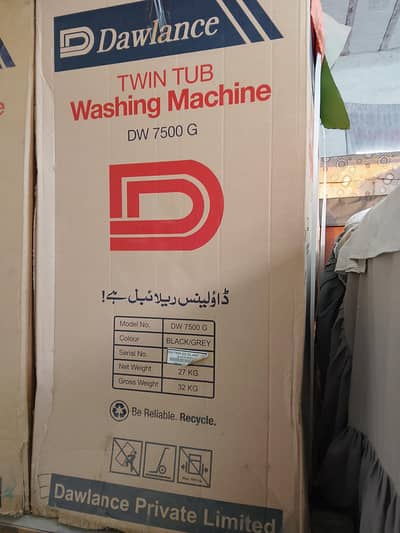 Dawlance
TWIN TUB
Washing Machine
DW 7500 G
ڈاؤلینس ریلائبل ہے!
Model No. DW 7500 G
Colour BLACK/GREY
Serial No.
Net Weight 27 KG
Gross Weight 32 KG
Be Reliable. Recycle.
Dawlance Private Limited